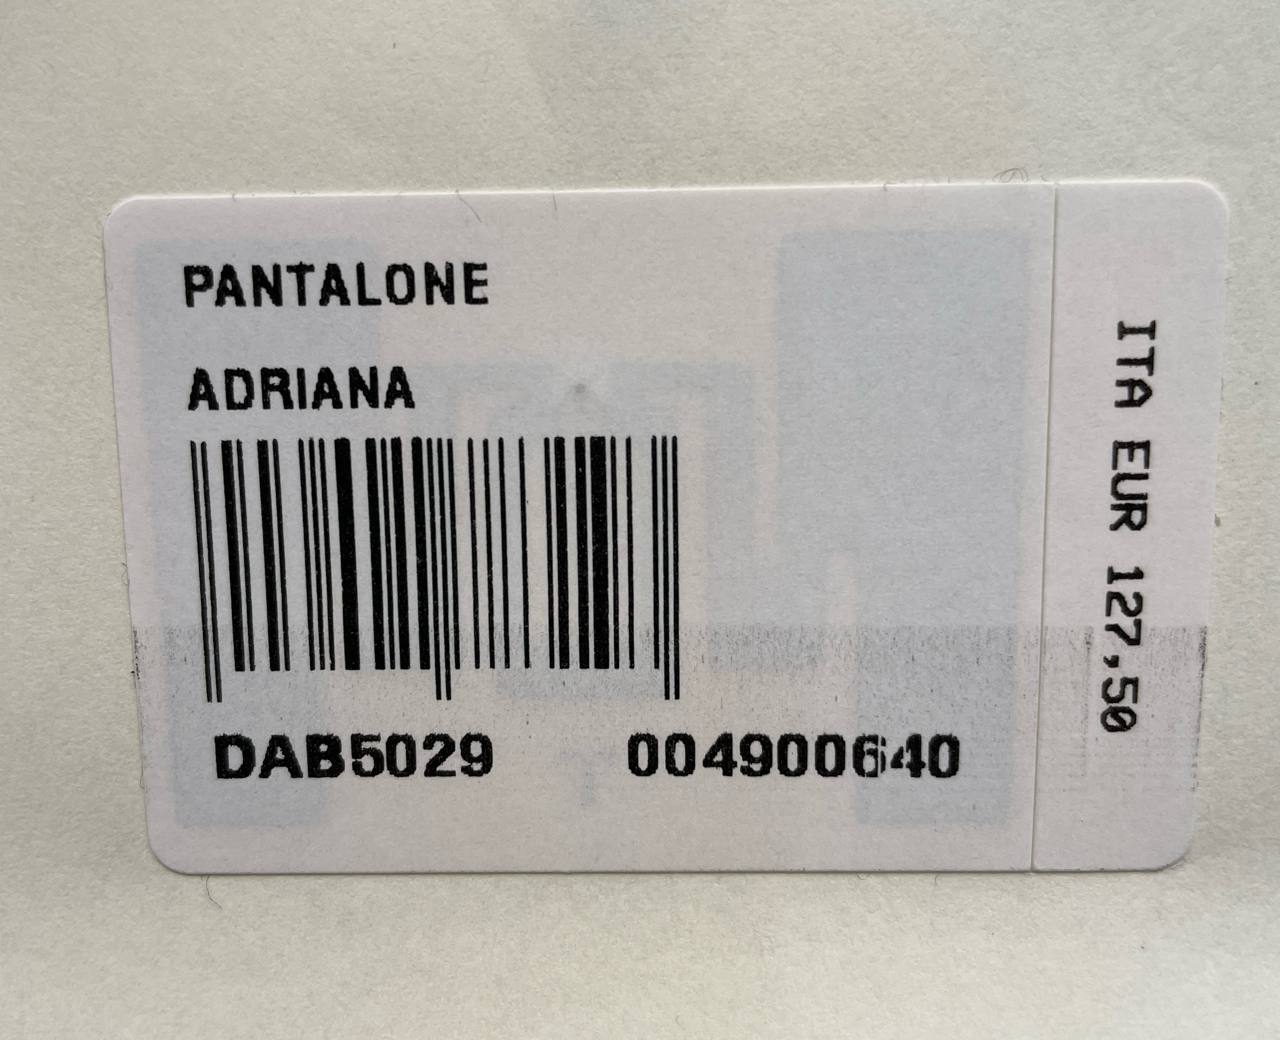 PANTALONE
ADRIANA
DAB5029 004900640
ITA EUR 127,50